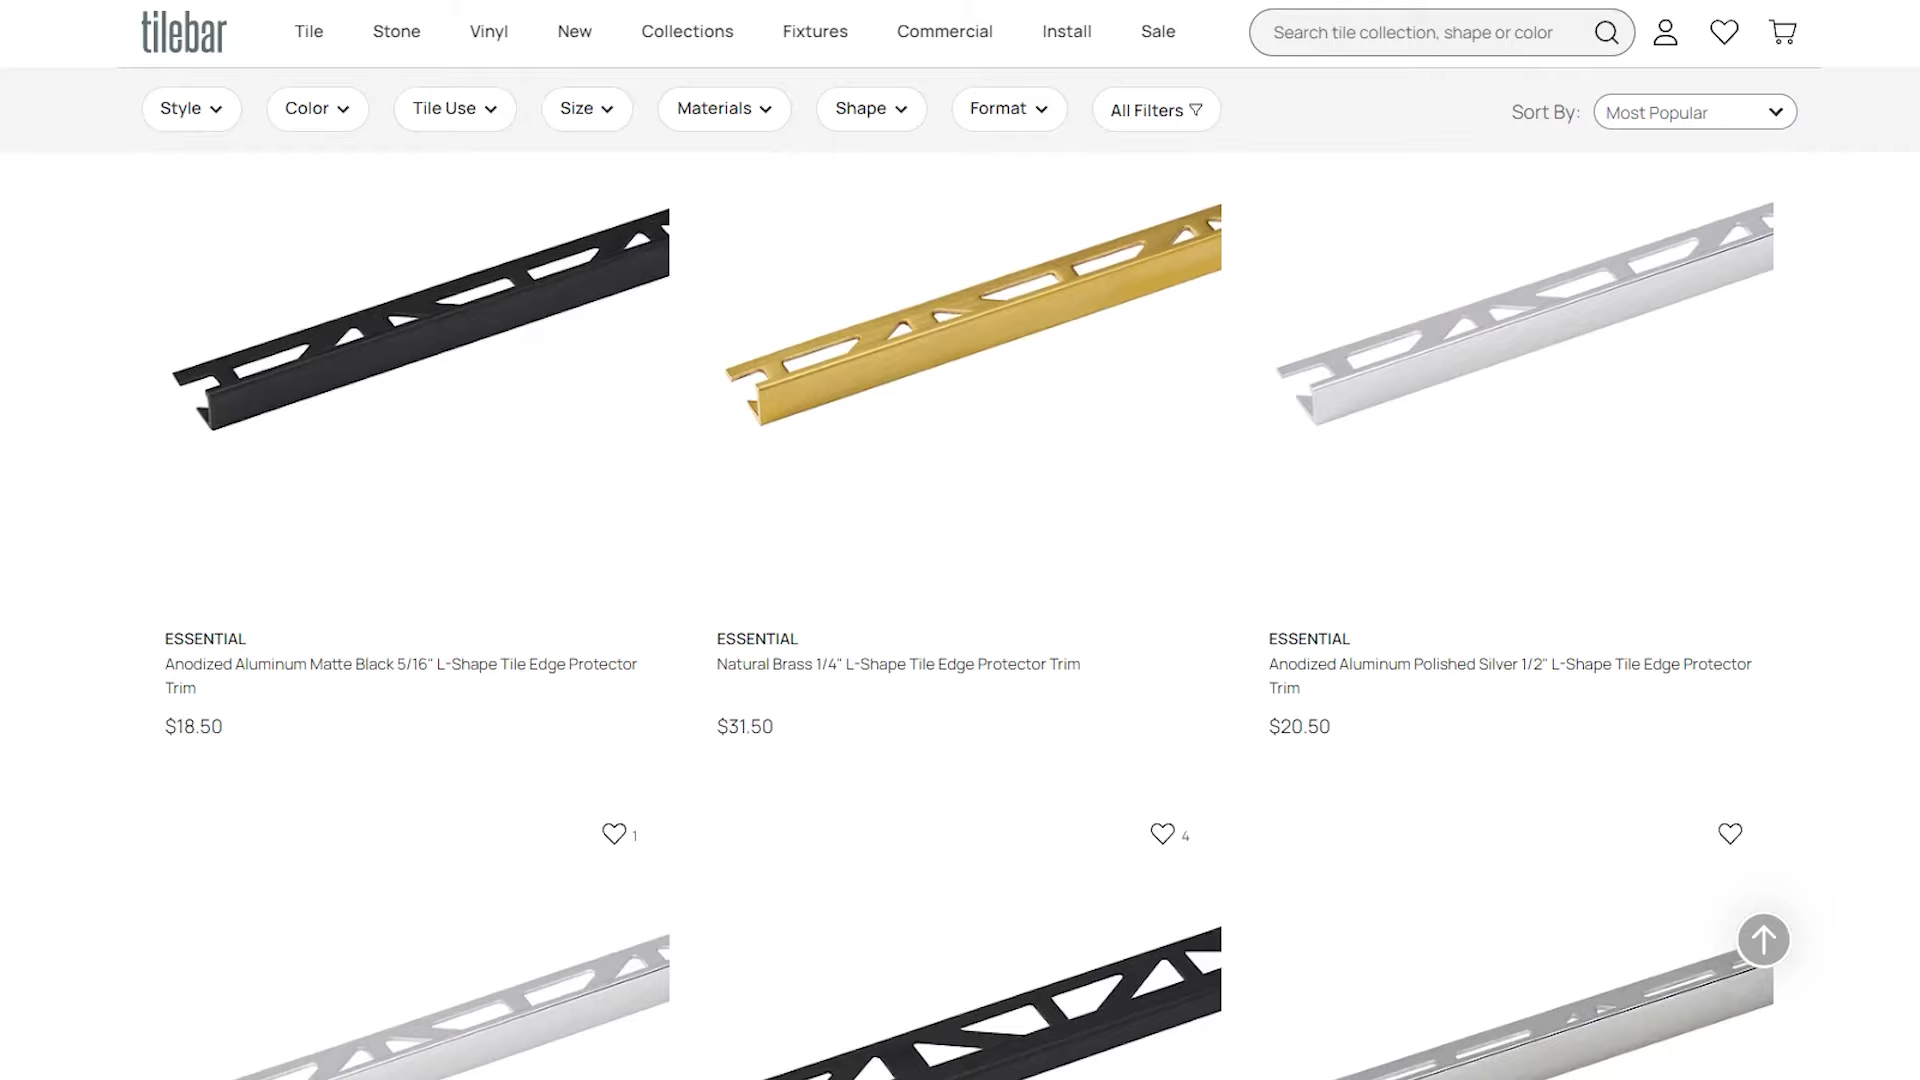 tilebar
Tile Stone Vinyl New Collections Fixtures Commercial Install Sale
Search tile collection, shape or color
Style Color Tile Use Size Materials Shape Format All Filters
Sort By: Most Popular
ESSENTIAL
Anodized Aluminum Matte Black 5/16" L-Shape Tile Edge Protector
Trim
$18.50
ESSENTIAL
Natural Brass 1/4" L-Shape Tile Edge Protector Trim
$31.50
ESSENTIAL
Anodized Aluminum Polished Silver 1/2" L-Shape Tile Edge Protector
Trim
$20.50
1
4